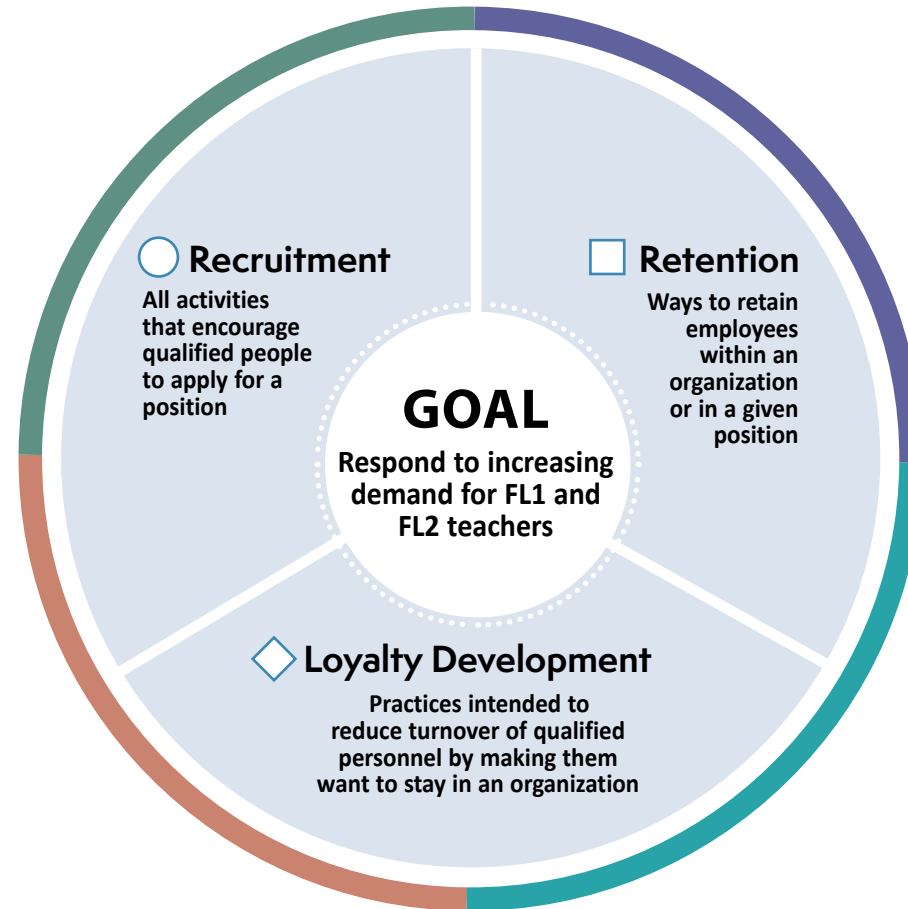 Recruitment
All activities
that encourage
qualified people
to apply for a
position
Retention
Ways to retain
employees
within an
organization
or in a given
position
GOAL
Respond to increasing
demand for FL1 and
FL2 teachers
Loyalty Development
Practices intended to
reduce turnover of qualified
personnel by making them
want to stay in an organization